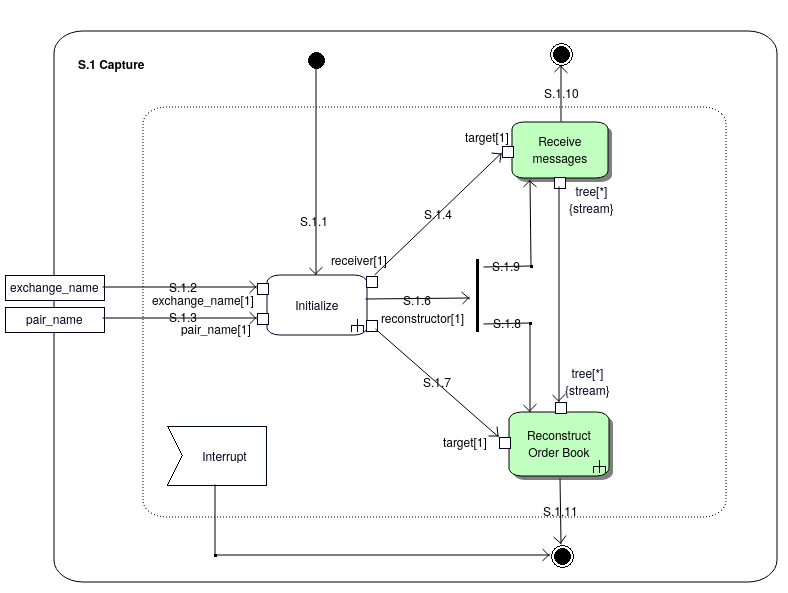 S.1 Capture
S.1.10
target[1]
Receive
messages
tree[*]
{stream}
S.1.1
S.1.4
receiver[1]
S.1.9
exchange_name
S.1.2
exchange_name[1]
Initialize
S.1.6
reconstructor[1]
pair_name
S.1.3
pair_name[1]
S.1.8
S.1.7
tree[*]
{stream}
target[1]
Reconstruct
Order Book
Interrupt
S.1.11